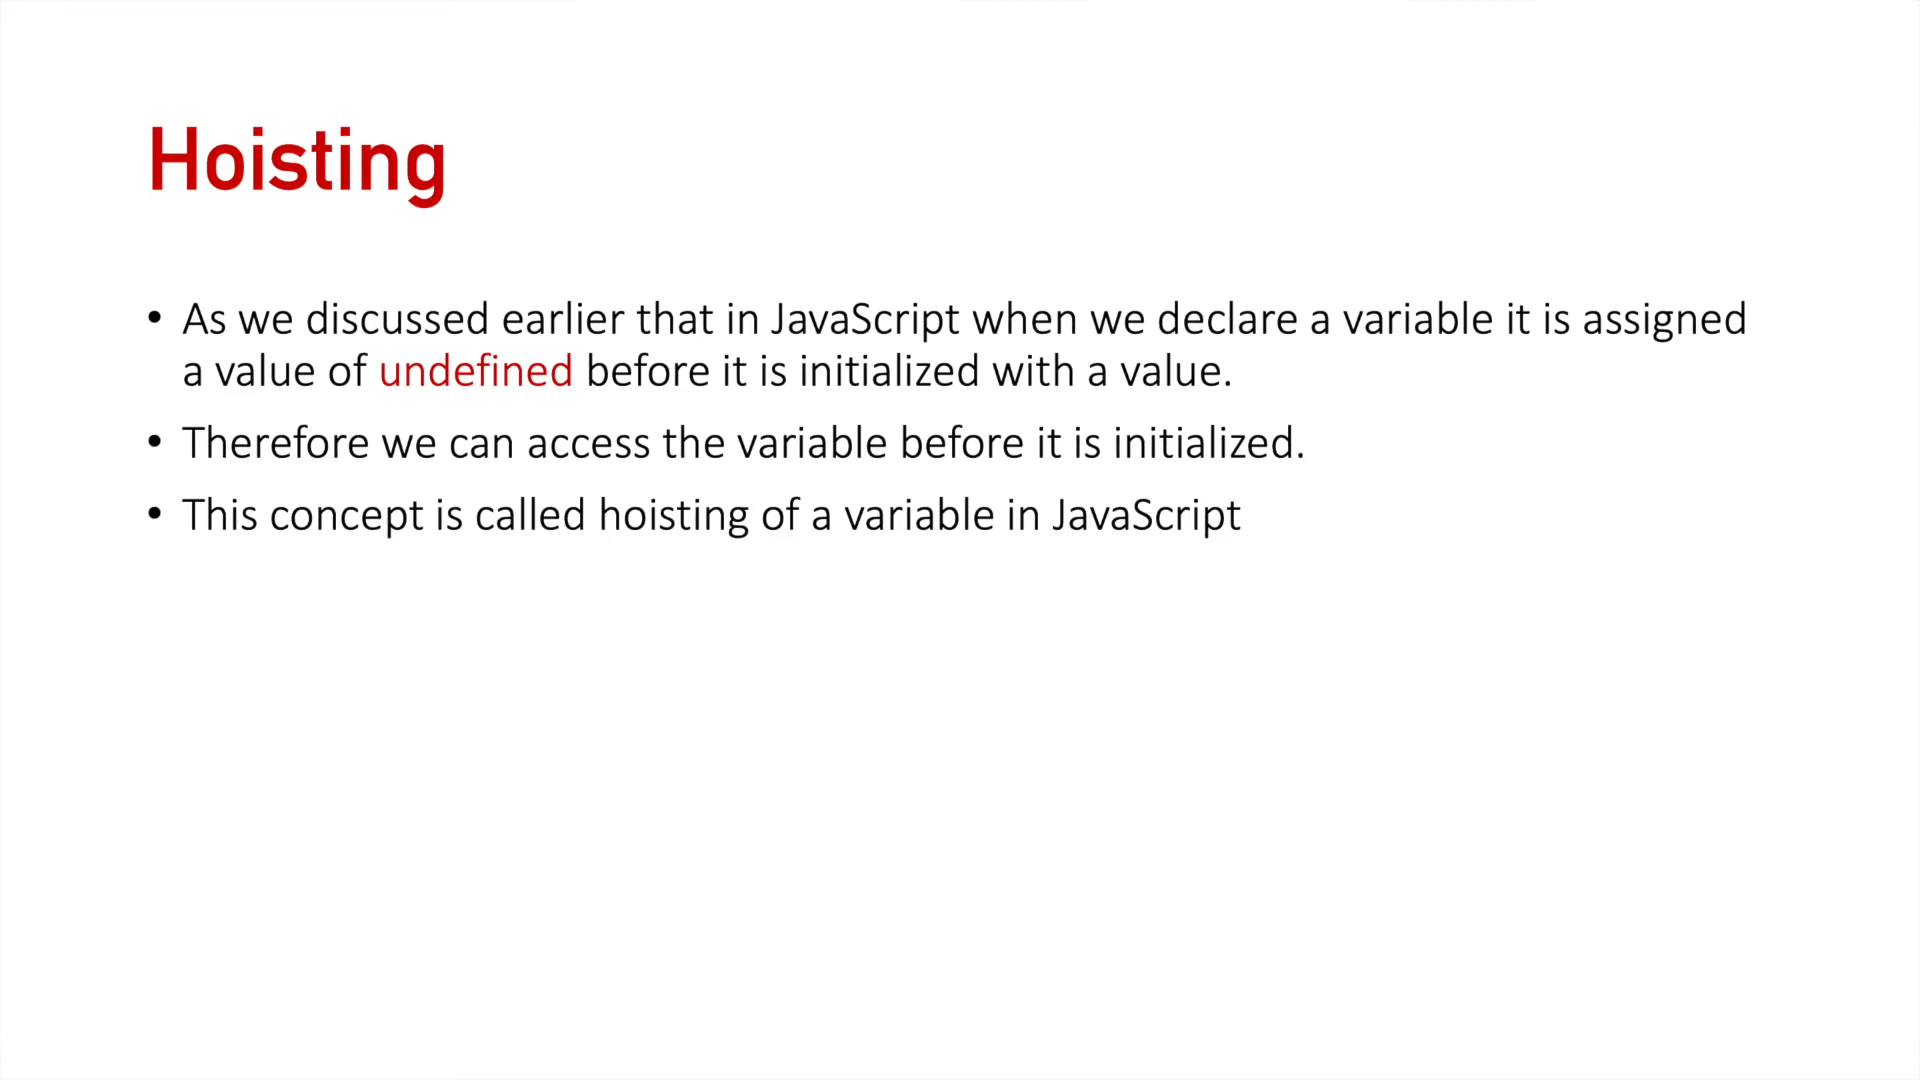 Hoisting
• As we discussed earlier that in JavaScript when we declare a variable it is assigned
a value of undefined before it is initialized with a value.
• Therefore we can access the variable before it is initialized.
• This concept is called hoisting of a variable in JavaScript